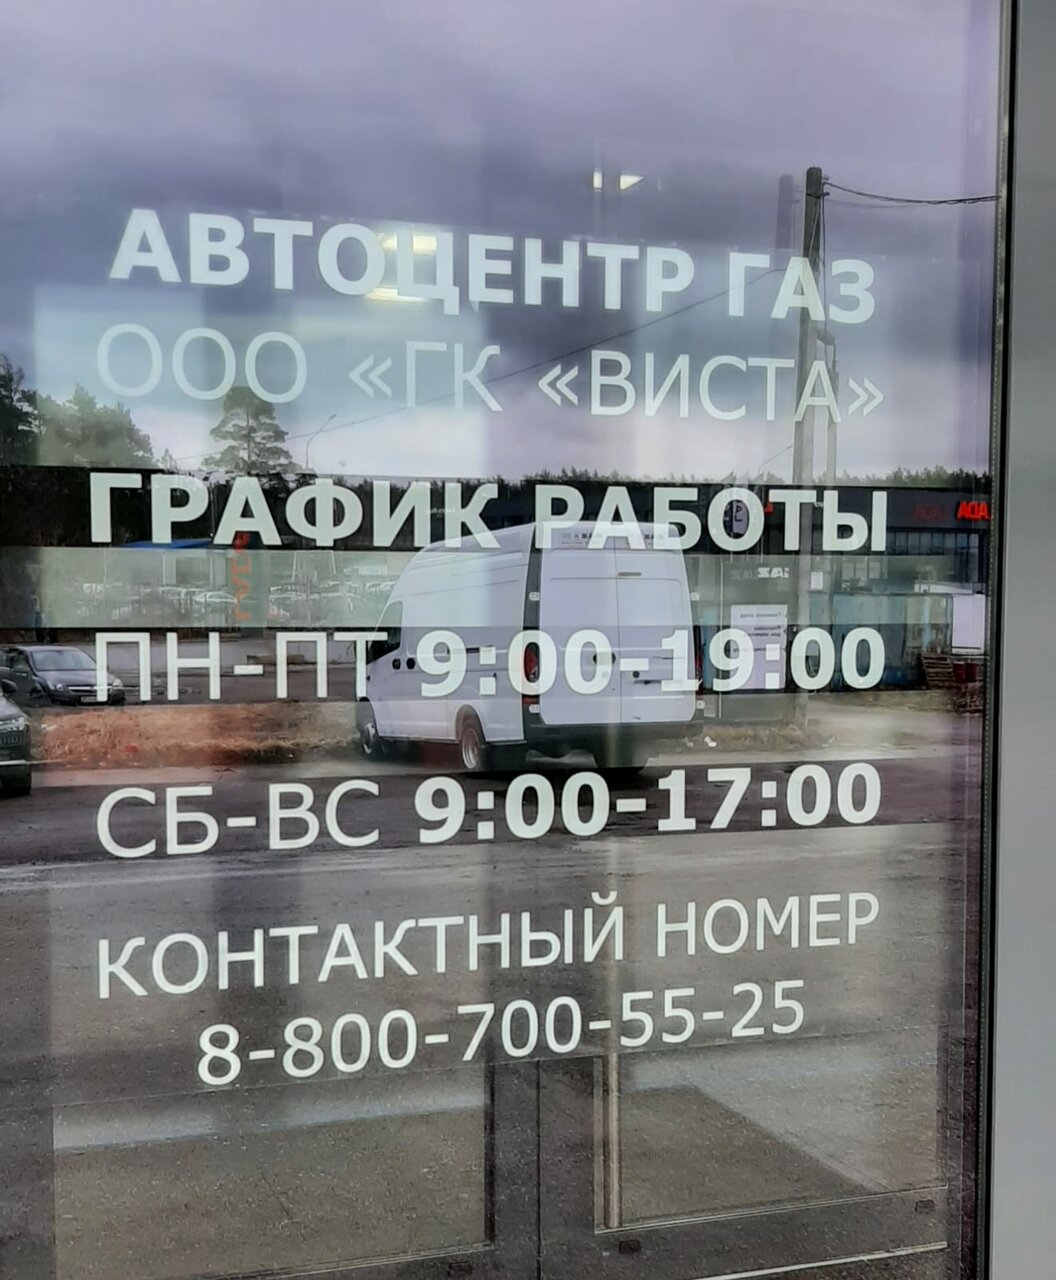 АВТОЦЕНТР ГАЗ
ООО «ГК «ВИСТА»
ГРАФИК РАБОТЫ
ПН-ПТ 9:00-19:00
СБ-ВС 9:00-17:00
КОНТАКТНЫЙ НОМЕР
8-800-700-55-25